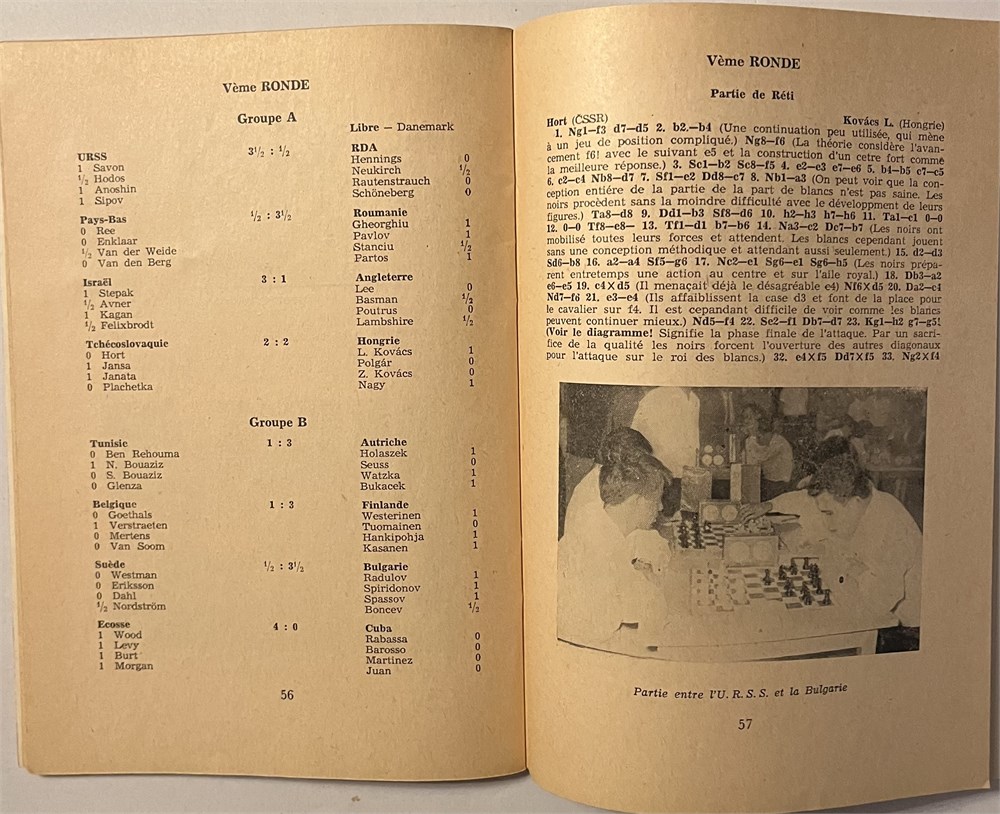 Vème RONDE
Groupe A
Libre — Danemark
URSS 3½ : ½ RDA
1 Savon Hennings 0
½ Hodos Neukirch ½
1 Anoshin Rautenstrauch 0
1 Sipov Schöneberg 0
Pays-Bas ½ : 3½ Roumanie
0 Ree Gheorghiu 1
0 Enklaar Pavlov 1
½ Van der Weide Stanciu ½
0 Van den Berg Partos 1
Israël 3 : 1 Angleterre
1 Stepak Lee 0
½ Avner Basman ½
1 Kagan Poutrus 0
½ Felixbrodt Lambshire ½
Tchécoslovaquie 2 : 2 Hongrie
0 Hort L. Kovács 1
1 Jansa Polgár 0
1 Janata Z. Kovács 0
0 Plachetka Nagy 1
Groupe B
Tunisie 1 : 3 Autriche
0 Ben Rehouma Holaszek 1
1 N. Bouaziz Seuss 0
0 S. Bouaziz Watzka 1
0 Glenza Bukacek 1
Belgique 1 : 3 Finlande
0 Goethals Westerinen 1
1 Verstraeten Tuomainen 0
0 Mertens Hankipohja 1
0 Van Soom Kasanen 1
Suède ½ : 3½ Bulgarie
0 Westman Radulov 1
0 Eriksson Spiridonov 1
0 Dahl Spassov 1
½ Nordström Boncev ½
Ecosse 4 : 0 Cuba
1 Wood Rabassa 0
1 Levy Barosso 0
1 Burt Martinez 0
1 Morgan Juan 0
56
Vème RONDE
Partie de Réti
Hort (ČSSR) Kovács L. (Hongrie)
1. Ng1—f3 d7—d5 2. b2.—b4 (Une continuation peu utilisée, qui mène
à un jeu de position compliqué.) Ng8—f6 (La théorie considère l'avan-
cement f6! avec le suivant e5 et la construction d'un cetre fort comme
la meilleure réponse.) 3. Sc1—b2 Sc8—f5 4. e2—e3 e7—e6 5. b4—b5 c7—c5
6. c2—c4 Nb8—d7 7. Sf1—e2 Dd8—c7 8. Nb1—a3 (On peut voir que la con-
ception entiére de la partie de la part de blancs n'est pas saine. Les
noirs procèdent sans la moindre difficulté avec le développment de leurs
figures.) Ta8—d8 9. Dd1—b3 Sf8—d6 10. h2—h3 h7—h6 11. Ta1—c1 0—0
12. 0—0 Tf8—e8— 13. Tf1—d1 b7—b6 14. Na3—c2 Dc7—b7 (Les noirs ont
mobilisé toutes leurs forces et attendent. Les blancs cependant jouent
sans une conception méthodique et attendant aussi seulement.) 15. d2—d3
Sd6—b8 16. a2—a4 Sf5—g6 17. Nc2—e1 Sg6—h5 (Les noirs prépa-
rent entretemps une action au centre et sur l'aile royal.) 18. Db3—a2
e6—e5 19. c4×d5 (Il menaçait déjà le désagréable e4) Nf6×d5 20. Da2—c4
Nd7—f6 21. e3—e4 (Ils affaiblissent la case d3 et font de la place pour
le cavalier sur f4. Il est cepandant difficile de voir comme les blancs
peuvent continuer mieux.) Nd5—f4 22. Se2—f1 Db7—d7 23. Kg1—h2 g7—g5!
(Voir le diagramme! Signifie la phase finale de l'attaque. Par un sacri-
fice de la qualité les noirs forcent l'ouverture des autres diagonaux
pour l'attaque sur le roi des blancs.) 32. e4×f5 Dd7×f5 33. Ng2×f4
Partie entre l'U. R. S. S. et la Bulgarie
57